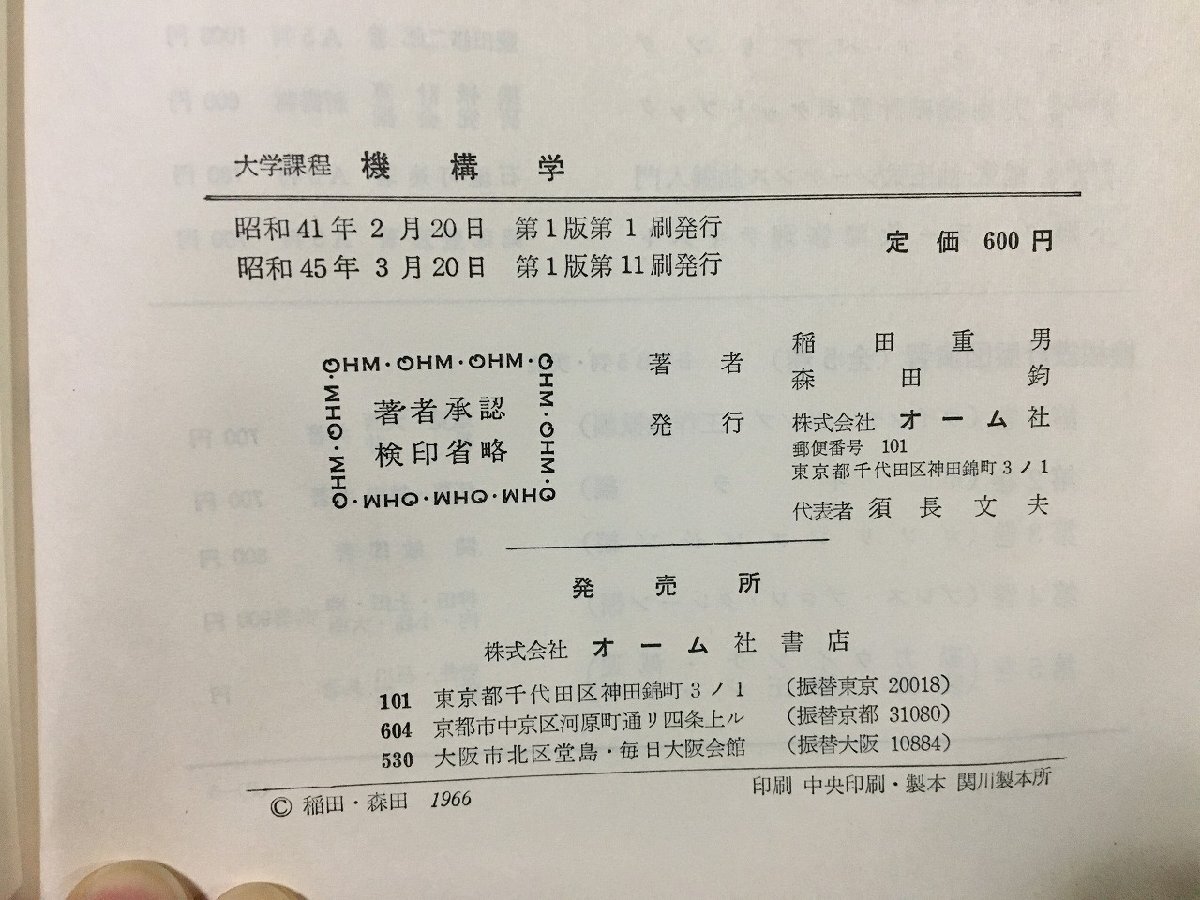 大学課程 機構学
昭和41年2月20日 第1版第1刷発行
昭和45年3月20日 第1版第11刷発行
定価 600円
OHM・OHM・OHM・OHM・OHM・OHM・OHM・OHM・OHM・OHM
著者承認
検印省略
著者 稲田重男
森田鈞
発行 株式会社 オーム社
郵便番号 101
東京都千代田区神田錦町3ノ1
代表者 須長文夫
発売所
株式会社 オーム社書店
101 東京都千代田区神田錦町3ノ1 (振替東京 20018)
604 京都市中京区河原町通リ四条上ル (振替京都 31080)
530 大阪市北区堂島・毎日大阪会館 (振替大阪 10884)
© 稲田・森田 1966
印刷 中央印刷・製本 関川製本所